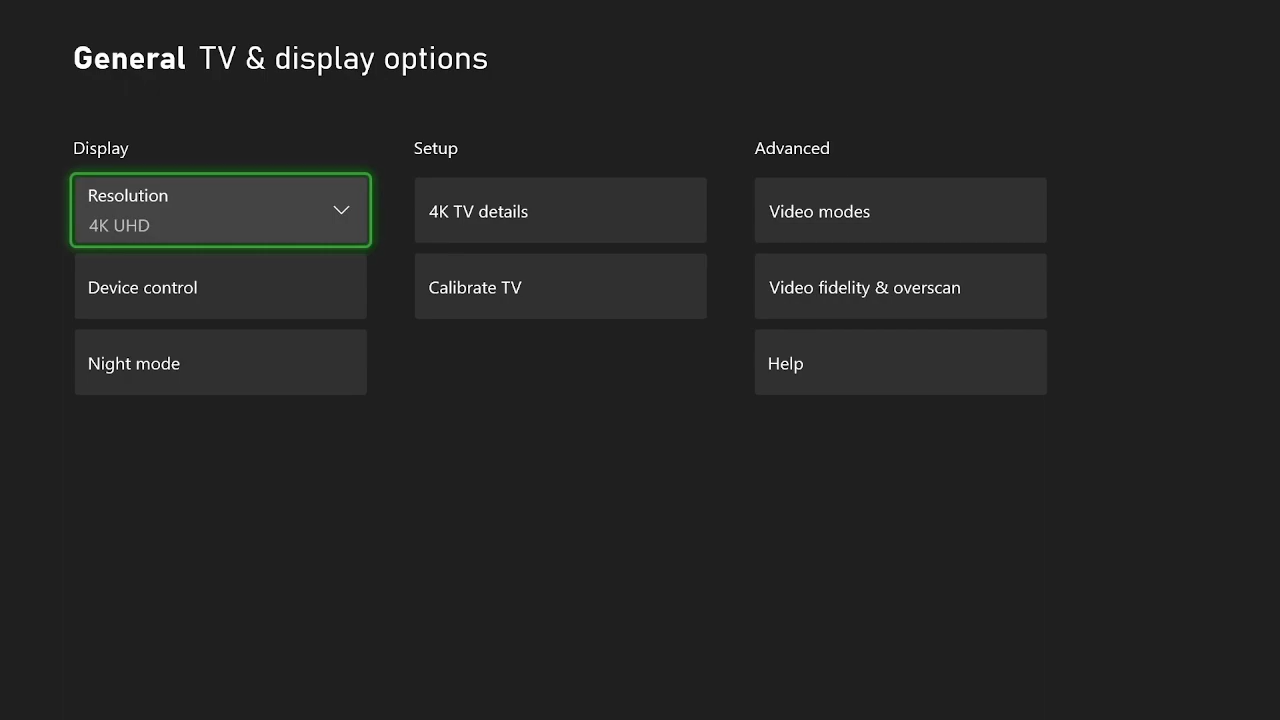 General TV & display options
Display
Resolution
4K UHD
Device control
Night mode
Setup
4K TV details
Calibrate TV
Advanced
Video modes
Video fidelity & overscan
Help